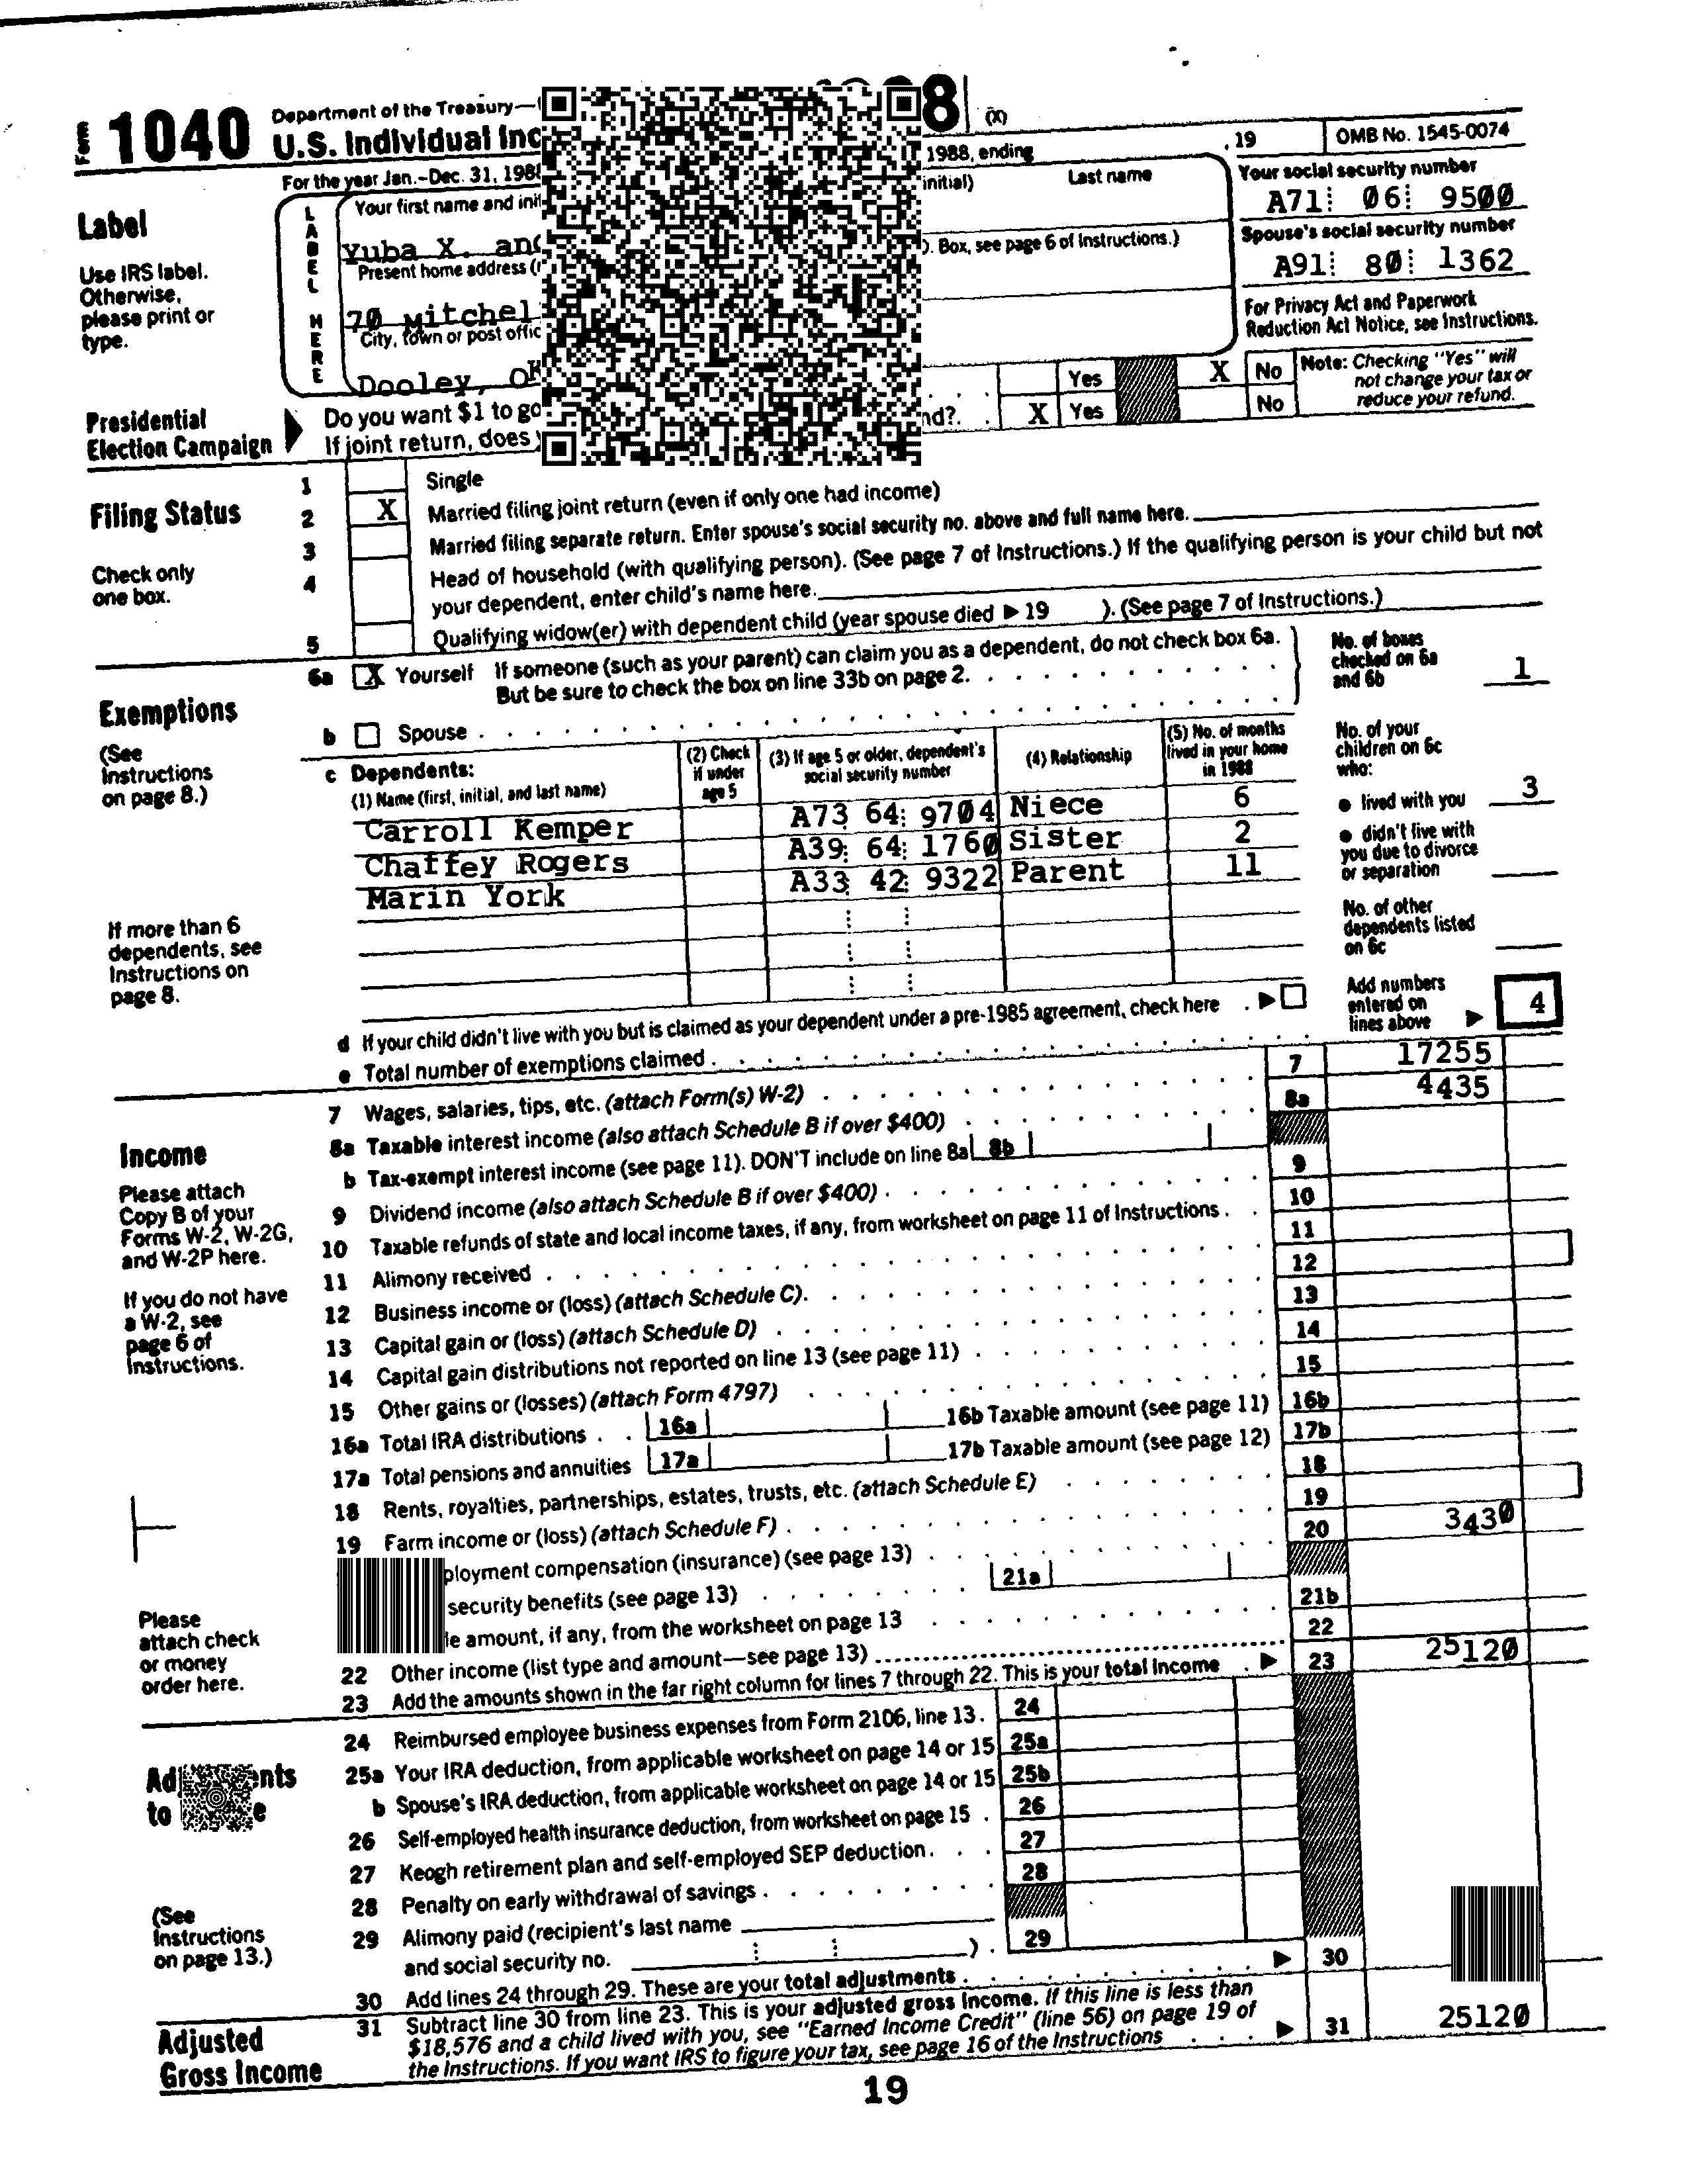 Form 1040 Department of the Treasury—
U.S. Individual Inc 8 (X)
For the year Jan.–Dec. 31, 198 1988, ending , 19 OMB No. 1545-0074
Label
Use IRS label.
Otherwise,
please print or
type.
LABEL HERE
Your first name and init initial) Last name
Yuba X. and
Present home address ( . Box, see page 6 of Instructions.)
70 Mitchel
City, town or post offic
Dooley, OK
Your social security number
A71 06 9500
Spouse's social security number
A91 80 1362
For Privacy Act and Paperwork
Reduction Act Notice, see Instructions.
Presidential
Election Campaign
Do you want $1 to go Yes X No
If joint return, does nd? . . X Yes No
Note: Checking "Yes" will
not change your tax or
reduce your refund.
Filing Status
Check only
one box.
1 Single
2 X Married filing joint return (even if only one had income)
3 Married filing separate return. Enter spouse's social security no. above and full name here.
4 Head of household (with qualifying person). (See page 7 of Instructions.) If the qualifying person is your child but not
your dependent, enter child's name here.
5 Qualifying widow(er) with dependent child (year spouse died ▶ 19 ). (See page 7 of Instructions.)
Exemptions
(See
Instructions
on page 8.)
6a X Yourself If someone (such as your parent) can claim you as a dependent, do not check box 6a.
But be sure to check the box on line 33b on page 2.
b Spouse
No. of boxes
checked on 6a
and 6b 1
c Dependents:
(1) Name (first, initial, and last name)
(2) Check
if under
age 5
(3) If age 5 or older, dependent's
social security number
(4) Relationship
(5) No. of months
lived in your home
in 1988
Carroll Kemper A73 64 9704 Niece 6
Chaffey Rogers A39 64 1760 Sister 2
Marin York A33 42 9322 Parent 11
No. of your
children on 6c
who:
● lived with you 3
● didn't live with
you due to divorce
or separation
No. of other
dependents listed
on 6c
If more than 6
dependents, see
Instructions on
page 8.
d If your child didn't live with you but is claimed as your dependent under a pre-1985 agreement, check here . ▶
e Total number of exemptions claimed
Add numbers
entered on
lines above ▶ 4
Income
Please attach
Copy B of your
Forms W-2, W-2G,
and W-2P here.
If you do not have
a W-2, see
page 6 of
Instructions.
7 Wages, salaries, tips, etc. (attach Form(s) W-2) 7 17255
8a Taxable interest income (also attach Schedule B if over $400) 8a 4435
b Tax-exempt interest income (see page 11). DON'T include on line 8a 8b
9 Dividend income (also attach Schedule B if over $400) 9
10 Taxable refunds of state and local income taxes, if any, from worksheet on page 11 of Instructions 10
11 Alimony received 11
12 Business income or (loss) (attach Schedule C) 12
13 Capital gain or (loss) (attach Schedule D) 13
14 Capital gain distributions not reported on line 13 (see page 11) 14
15 Other gains or (losses) (attach Form 4797) 15
16a Total IRA distributions 16a 16b Taxable amount (see page 11) 16b
17a Total pensions and annuities 17a 17b Taxable amount (see page 12) 17b
18 Rents, royalties, partnerships, estates, trusts, etc. (attach Schedule E) 18
19 Farm income or (loss) (attach Schedule F) 19
ployment compensation (insurance) (see page 13) 20 3430
security benefits (see page 13) 21a
le amount, if any, from the worksheet on page 13 21b
22 Other income (list type and amount—see page 13) 22
23 Add the amounts shown in the far right column for lines 7 through 22. This is your total income ▶ 23 25120
Please
attach check
or money
order here.
24 Reimbursed employee business expenses from Form 2106, line 13. 24
25a Your IRA deduction, from applicable worksheet on page 14 or 15 25a
b Spouse's IRA deduction, from applicable worksheet on page 14 or 15 25b
26 Self-employed health insurance deduction, from worksheet on page 15 26
27 Keogh retirement plan and self-employed SEP deduction 27
28 Penalty on early withdrawal of savings 28
29 Alimony paid (recipient's last name
and social security no. ) . 29
30 Add lines 24 through 29. These are your total adjustments ▶ 30
Ad nts
to e
(See
Instructions
on page 13.)
Adjusted
Gross Income
31 Subtract line 30 from line 23. This is your adjusted gross income. If this line is less than
$18,576 and a child lived with you, see "Earned Income Credit" (line 56) on page 19 of
the Instructions. If you want IRS to figure your tax, see page 16 of the Instructions ▶ 31 25120
19